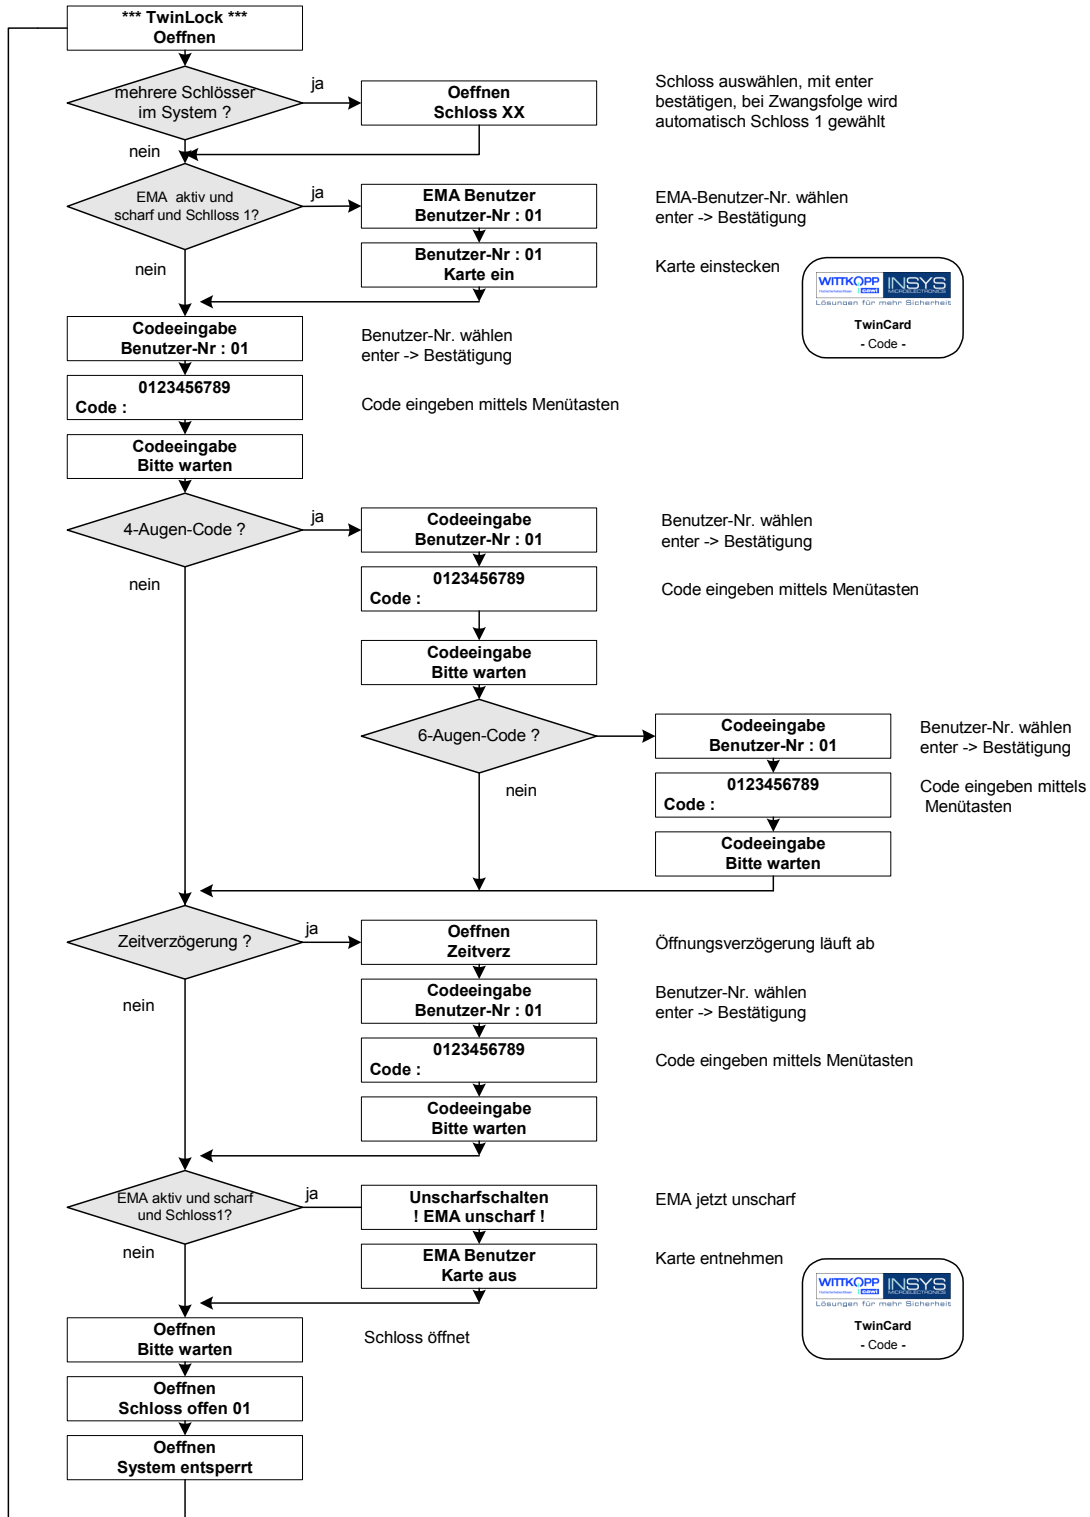 *** TwinLock ***
Oeffnen
mehrere Schlösser
im System ?
ja
Oeffnen
Schloss XX
Schloss auswählen, mit enter
bestätigen, bei Zwangsfolge wird
automatisch Schloss 1 gewählt
nein
EMA aktiv und
scharf und Schlloss 1?
ja
EMA Benutzer
Benutzer-Nr : 01
EMA-Benutzer-Nr. wählen
enter -> Bestätigung
nein
Benutzer-Nr : 01
Karte ein
Karte einstecken
WITTKOPP
cawi
INSYS
MICROELECTRONICS
Lösungen für mehr Sicherheit
TwinCard
- Code -
Codeeingabe
Benutzer-Nr : 01
Benutzer-Nr. wählen
enter -> Bestätigung
0123456789
Code :
Code eingeben mittels Menütasten
Codeeingabe
Bitte warten
4-Augen-Code ?
ja
Codeeingabe
Benutzer-Nr : 01
Benutzer-Nr. wählen
enter -> Bestätigung
nein
0123456789
Code :
Code eingeben mittels Menütasten
Codeeingabe
Bitte warten
6-Augen-Code ?
Codeeingabe
Benutzer-Nr : 01
Benutzer-Nr. wählen
enter -> Bestätigung
nein
0123456789
Code :
Code eingeben mittels
Menütasten
Codeeingabe
Bitte warten
Zeitverzögerung ?
ja
Oeffnen
Zeitverz
Öffnungsverzögerung läuft ab
nein
Codeeingabe
Benutzer-Nr : 01
Benutzer-Nr. wählen
enter -> Bestätigung
0123456789
Code :
Code eingeben mittels Menütasten
Codeeingabe
Bitte warten
EMA aktiv und scharf
und Schloss1?
ja
Unscharfschalten
! EMA unscharf !
EMA jetzt unscharf
nein
EMA Benutzer
Karte aus
Karte entnehmen
WITTKOPP
cawi
INSYS
MICROELECTRONICS
Lösungen für mehr Sicherheit
TwinCard
- Code -
Oeffnen
Bitte warten
Schloss öffnet
Oeffnen
Schloss offen 01
Oeffnen
System entsperrt